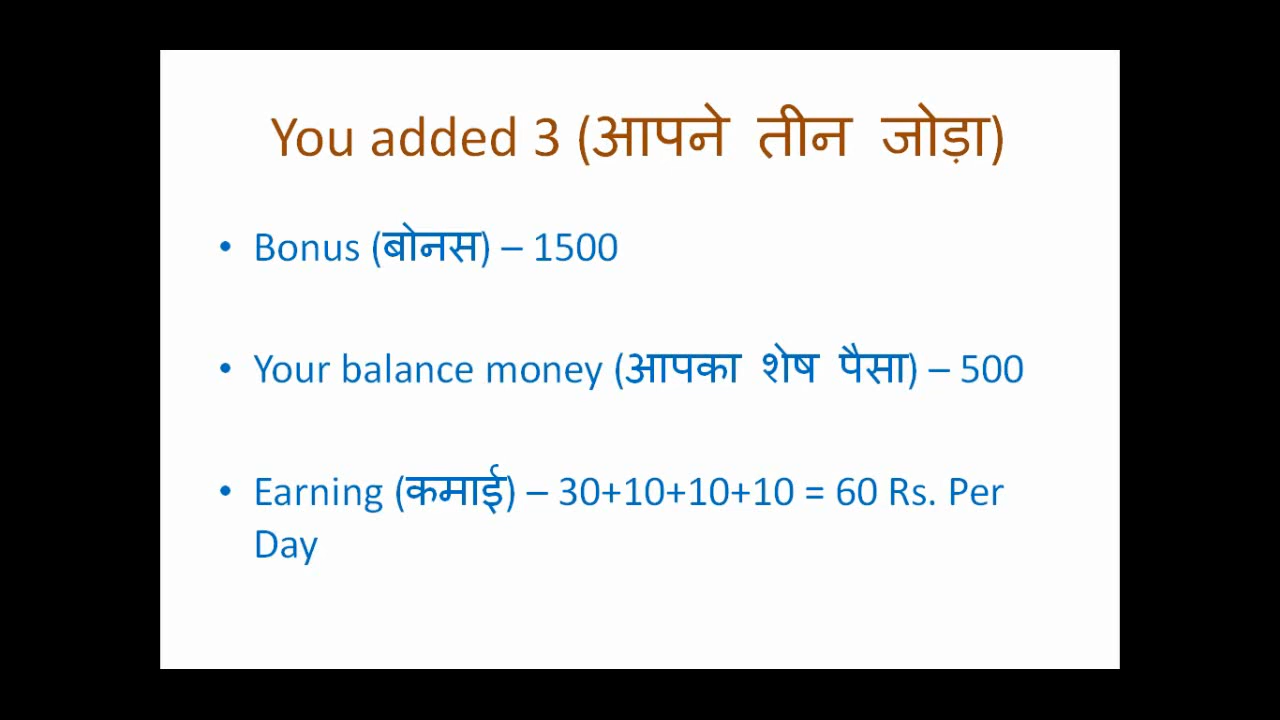 You added 3 (आपने तीन जोड़ा)
• Bonus (बोनस) – 1500
• Your balance money (आपका शेष पैसा) – 500
• Earning (कमाई) – 30+10+10+10 = 60 Rs. Per
Day